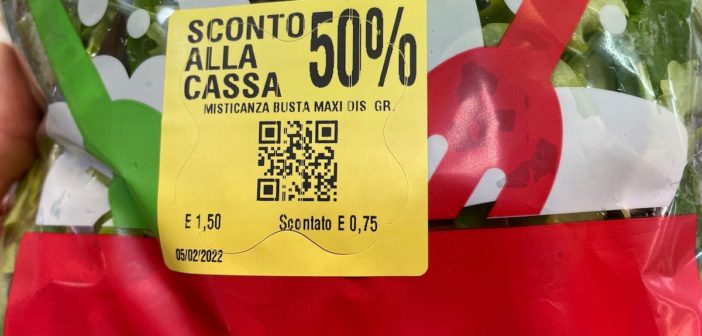 SCONTO 50%
ALLA
CASSA
MISTICANZA BUSTA MAXI DIS GR.
E 1,50 Scontato E 0,75
05/02/2022